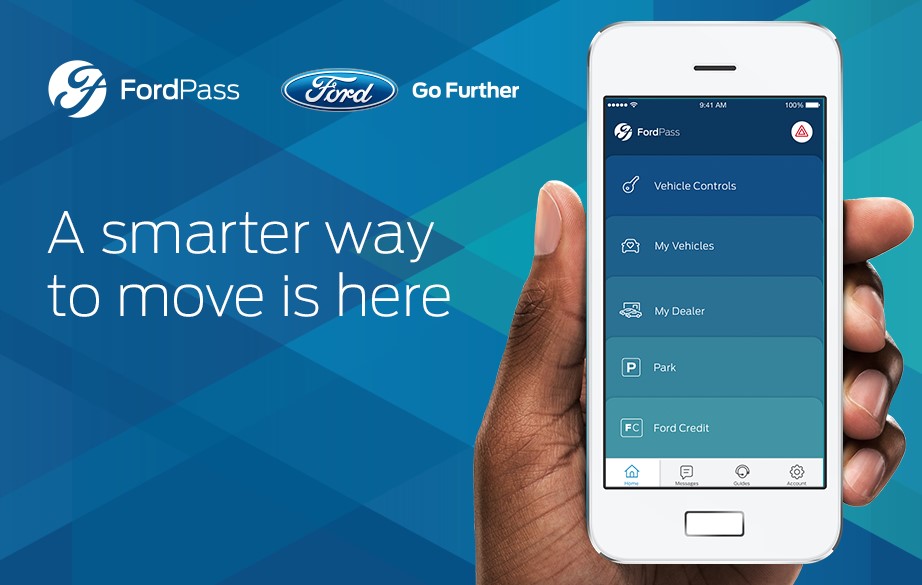 FordPass
Ford Go Further
A smarter way
to move is here
9:41 AM 100%
FordPass
Vehicle Controls
My Vehicles
My Dealer
P Park
FC Ford Credit
Home Messages Guides Account